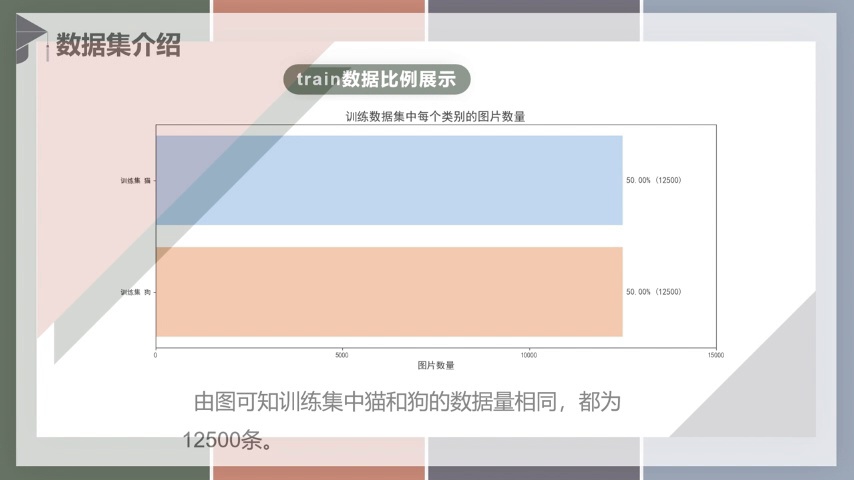 数据集介绍
train数据比例展示
训练数据集中每个类别的图片数量
训练集 猫
50.00% (12500)
训练集 狗
50.00% (12500)
0
5000
10000
15000
图片数量
由图可知训练集中猫和狗的数据量相同，都为
12500条。